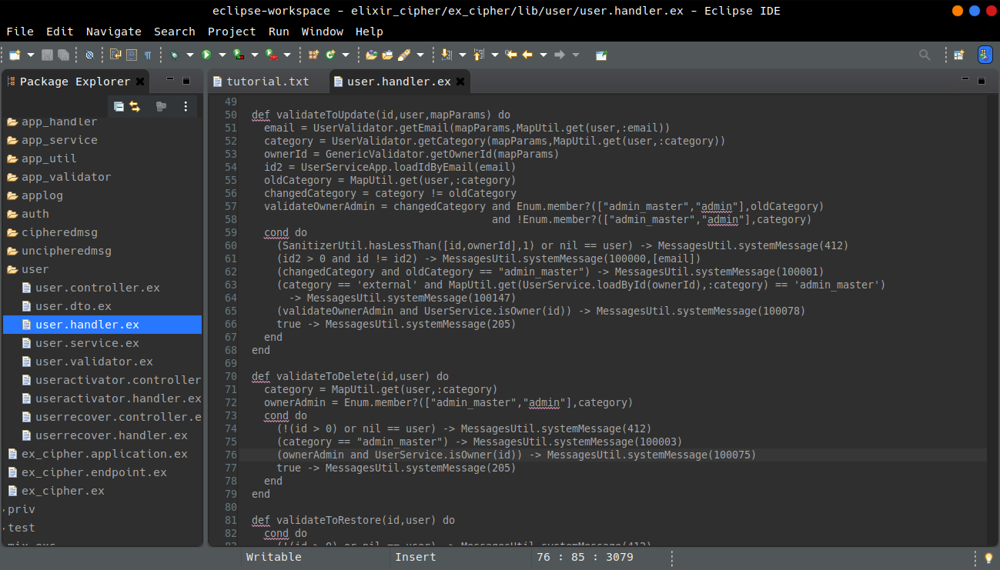 eclipse-workspace - elixir_cipher/ex_cipher/lib/user/user.handler.ex - Eclipse IDE
File Edit Navigate Search Project Run Window Help
Package Explorer
app_handler
app_service
app_util
app_validator
applog
auth
cipheredmsg
uncipheredmsg
user
user.controller.ex
user.dto.ex
user.handler.ex
user.service.ex
user.validator.ex
useractivator.controller
useractivator.handler.ex
userrecover.controller.e
userrecover.handler.ex
ex_cipher.application.ex
ex_cipher.endpoint.ex
ex_cipher.ex
priv
test
mix.exs
tutorial.txt user.handler.ex
49
50 def validateToUpdate(id,user,mapParams) do
51 email = UserValidator.getEmail(mapParams,MapUtil.get(user,:email))
52 category = UserValidator.getCategory(mapParams,MapUtil.get(user,:category))
53 ownerId = GenericValidator.getOwnerId(mapParams)
54 id2 = UserServiceApp.loadIdByEmail(email)
55 oldCategory = MapUtil.get(user,:category)
56 changedCategory = category != oldCategory
57 validateOwnerAdmin = changedCategory and Enum.member?(["admin_master","admin"],oldCategory)
58 and !Enum.member?(["admin_master","admin"],category)
59 cond do
60 (SanitizerUtil.hasLessThan([id,ownerId],1) or nil == user) -> MessagesUtil.systemMessage(412)
61 (id2 > 0 and id != id2) -> MessagesUtil.systemMessage(100000,[email])
62 (changedCategory and oldCategory == "admin_master") -> MessagesUtil.systemMessage(100001)
63 (category == 'external' and MapUtil.get(UserService.loadById(ownerId),:category) == 'admin_master')
64 -> MessagesUtil.systemMessage(100147)
65 (validateOwnerAdmin and UserService.isOwner(id)) -> MessagesUtil.systemMessage(100078)
66 true -> MessagesUtil.systemMessage(205)
67 end
68 end
69
70 def validateToDelete(id,user) do
71 category = MapUtil.get(user,:category)
72 ownerAdmin = Enum.member?(["admin_master","admin"],category)
73 cond do
74 (!(id > 0) or nil == user) -> MessagesUtil.systemMessage(412)
75 (category == "admin_master") -> MessagesUtil.systemMessage(100003)
76 (ownerAdmin and UserService.isOwner(id)) -> MessagesUtil.systemMessage(100075)
77 true -> MessagesUtil.systemMessage(205)
78 end
79 end
80
81 def validateToRestore(id,user) do
82 cond do
83 (!(id > 0) or nil == user) -> MessagesUtil.systemMessage(412)
Writable Insert 76 : 85 : 3079